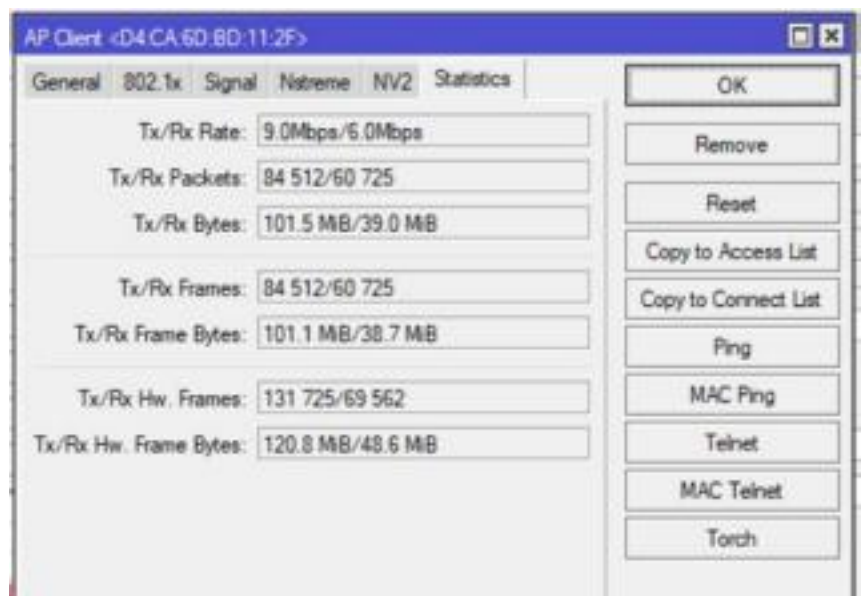 AP Client <D4:CA:6D:BD:11:2F>
General 802.1x Signal Nstreme NV2 Statistics
OK
Tx/Rx Rate: 9.0Mbps/6.0Mbps
Remove
Tx/Rx Packets: 84 512/60 725
Reset
Tx/Rx Bytes: 101.5 MiB/39.0 MiB
Copy to Access List
Tx/Rx Frames: 84 512/60 725
Copy to Connect List
Tx/Rx Frame Bytes: 101.1 MiB/38.7 MiB
Ping
Tx/Rx Hw. Frames: 131 725/69 562
MAC Ping
Tx/Rx Hw. Frame Bytes: 120.8 MiB/48.6 MiB
Telnet
MAC Telnet
Torch